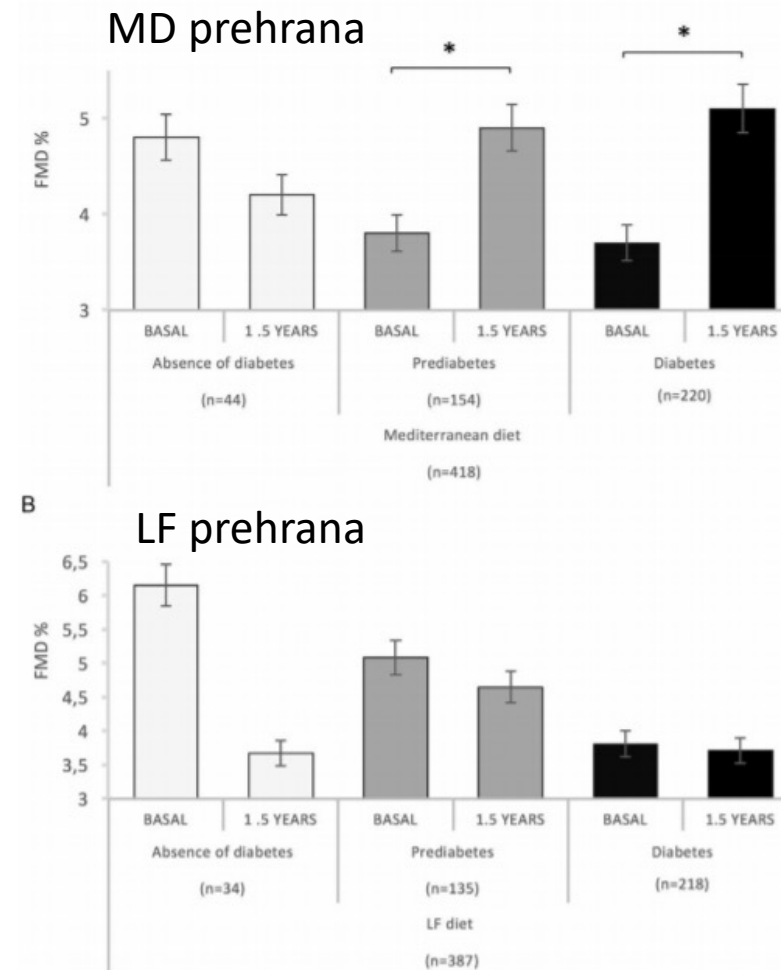 MD prehrana
*
*
5
4
3
FMD %
BASAL
1 .5 YEARS
BASAL
1.5 YEARS
BASAL
1.5 YEARS
Absence of diabetes
Prediabetes
Diabetes
(n=44)
(n=154)
(n=220)
Mediterranean diet
(n=418)
B
LF prehrana
6,5
6
5,5
5
4,5
4
3,5
3
FMD %
BASAL
1 .5 YEARS
BASAL
1.5 YEARS
BASAL
1.5 YEARS
Absence of diabetes
Prediabetes
Diabetes
(n=34)
(n=135)
(n=218)
LF diet
(n=387)